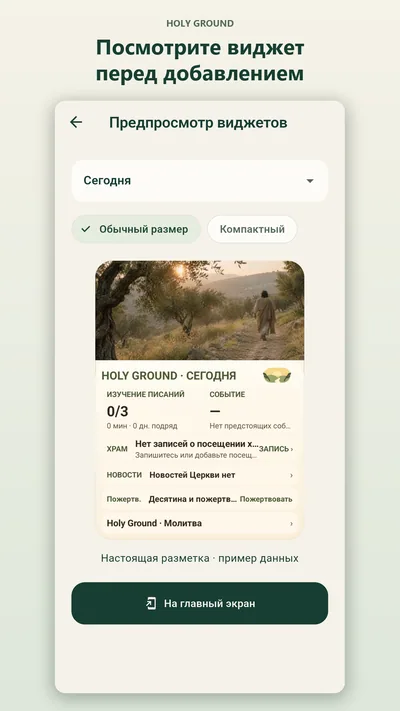 HOLY GROUND
Посмотрите виджет
перед добавлением
Предпросмотр виджетов
Сегодня
Обычный размер
Компактный
HOLY GROUND · СЕГОДНЯ
ИЗУЧЕНИЕ ПИСАНИЙ
СОБЫТИЕ
0/3
—
0 мин · 0 дн. подряд
Нет предстоящих соб…
ХРАМ
Нет записей о посещении х…
Запишитесь или добавьте посещ…
ЗАПИСЬ ›
НОВОСТИ
Новостей Церкви нет
›
Пожертв.
Десятина и пожертв…
Пожертвовать
Holy Ground · Молитва
›
Настоящая разметка · пример данных
На главный экран